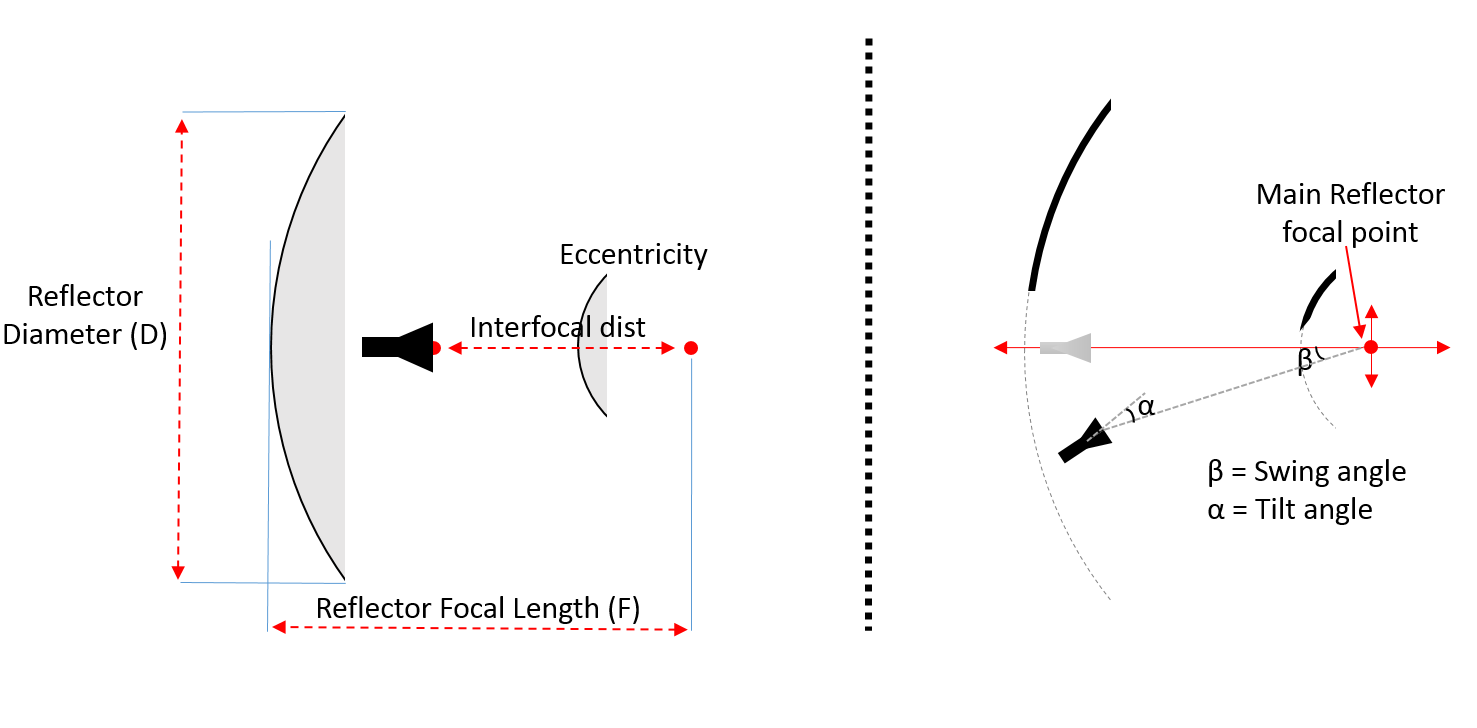 Eccentricity
Reflector
Diameter (D)
Interfocal dist
Reflector Focal Length (F)
Main Reflector
focal point
β
α
β = Swing angle
α = Tilt angle